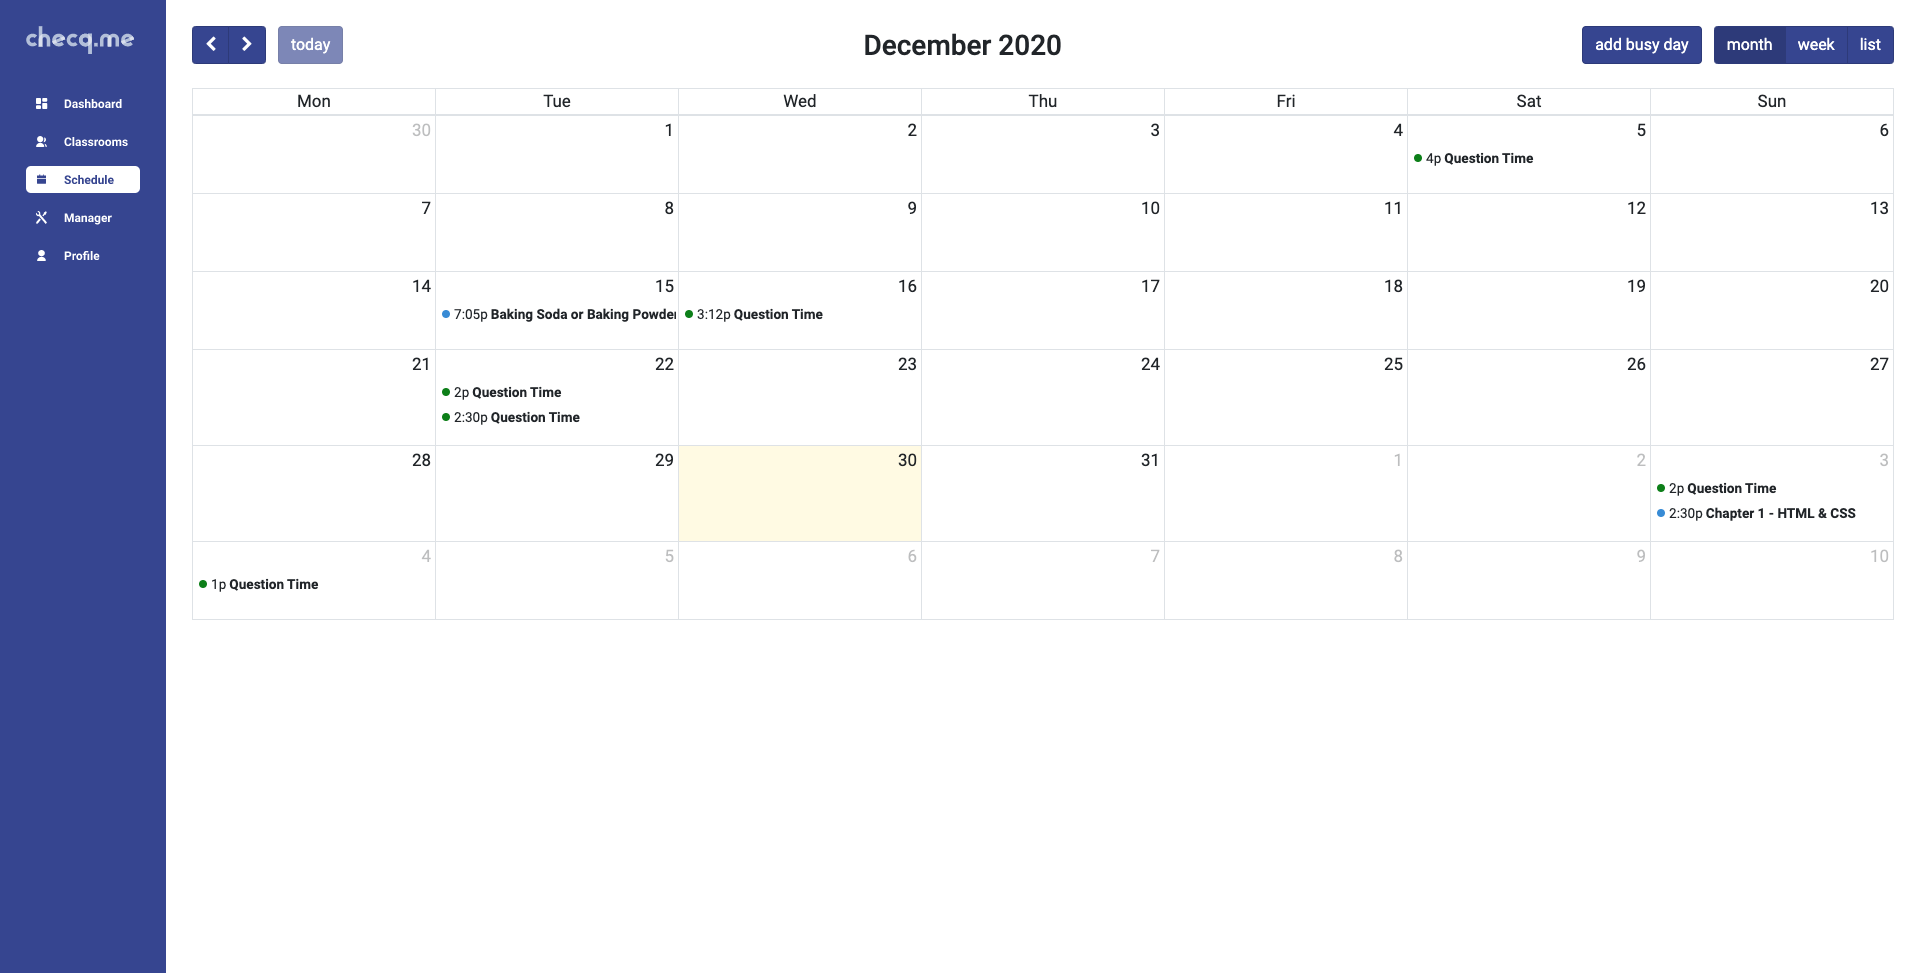 checq.me
Dashboard
Classrooms
Schedule
Manager
Profile
today
December 2020
add busy day
month
week
list
Mon Tue Wed Thu Fri Sat Sun
30 1 2 3 4 5 6
4p Question Time
7 8 9 10 11 12 13
14 15 16 17 18 19 20
7:05p Baking Soda or Baking Powder
3:12p Question Time
21 22 23 24 25 26 27
2p Question Time
2:30p Question Time
28 29 30 31 1 2 3
2p Question Time
2:30p Chapter 1 - HTML & CSS
4 5 6 7 8 9 10
1p Question Time